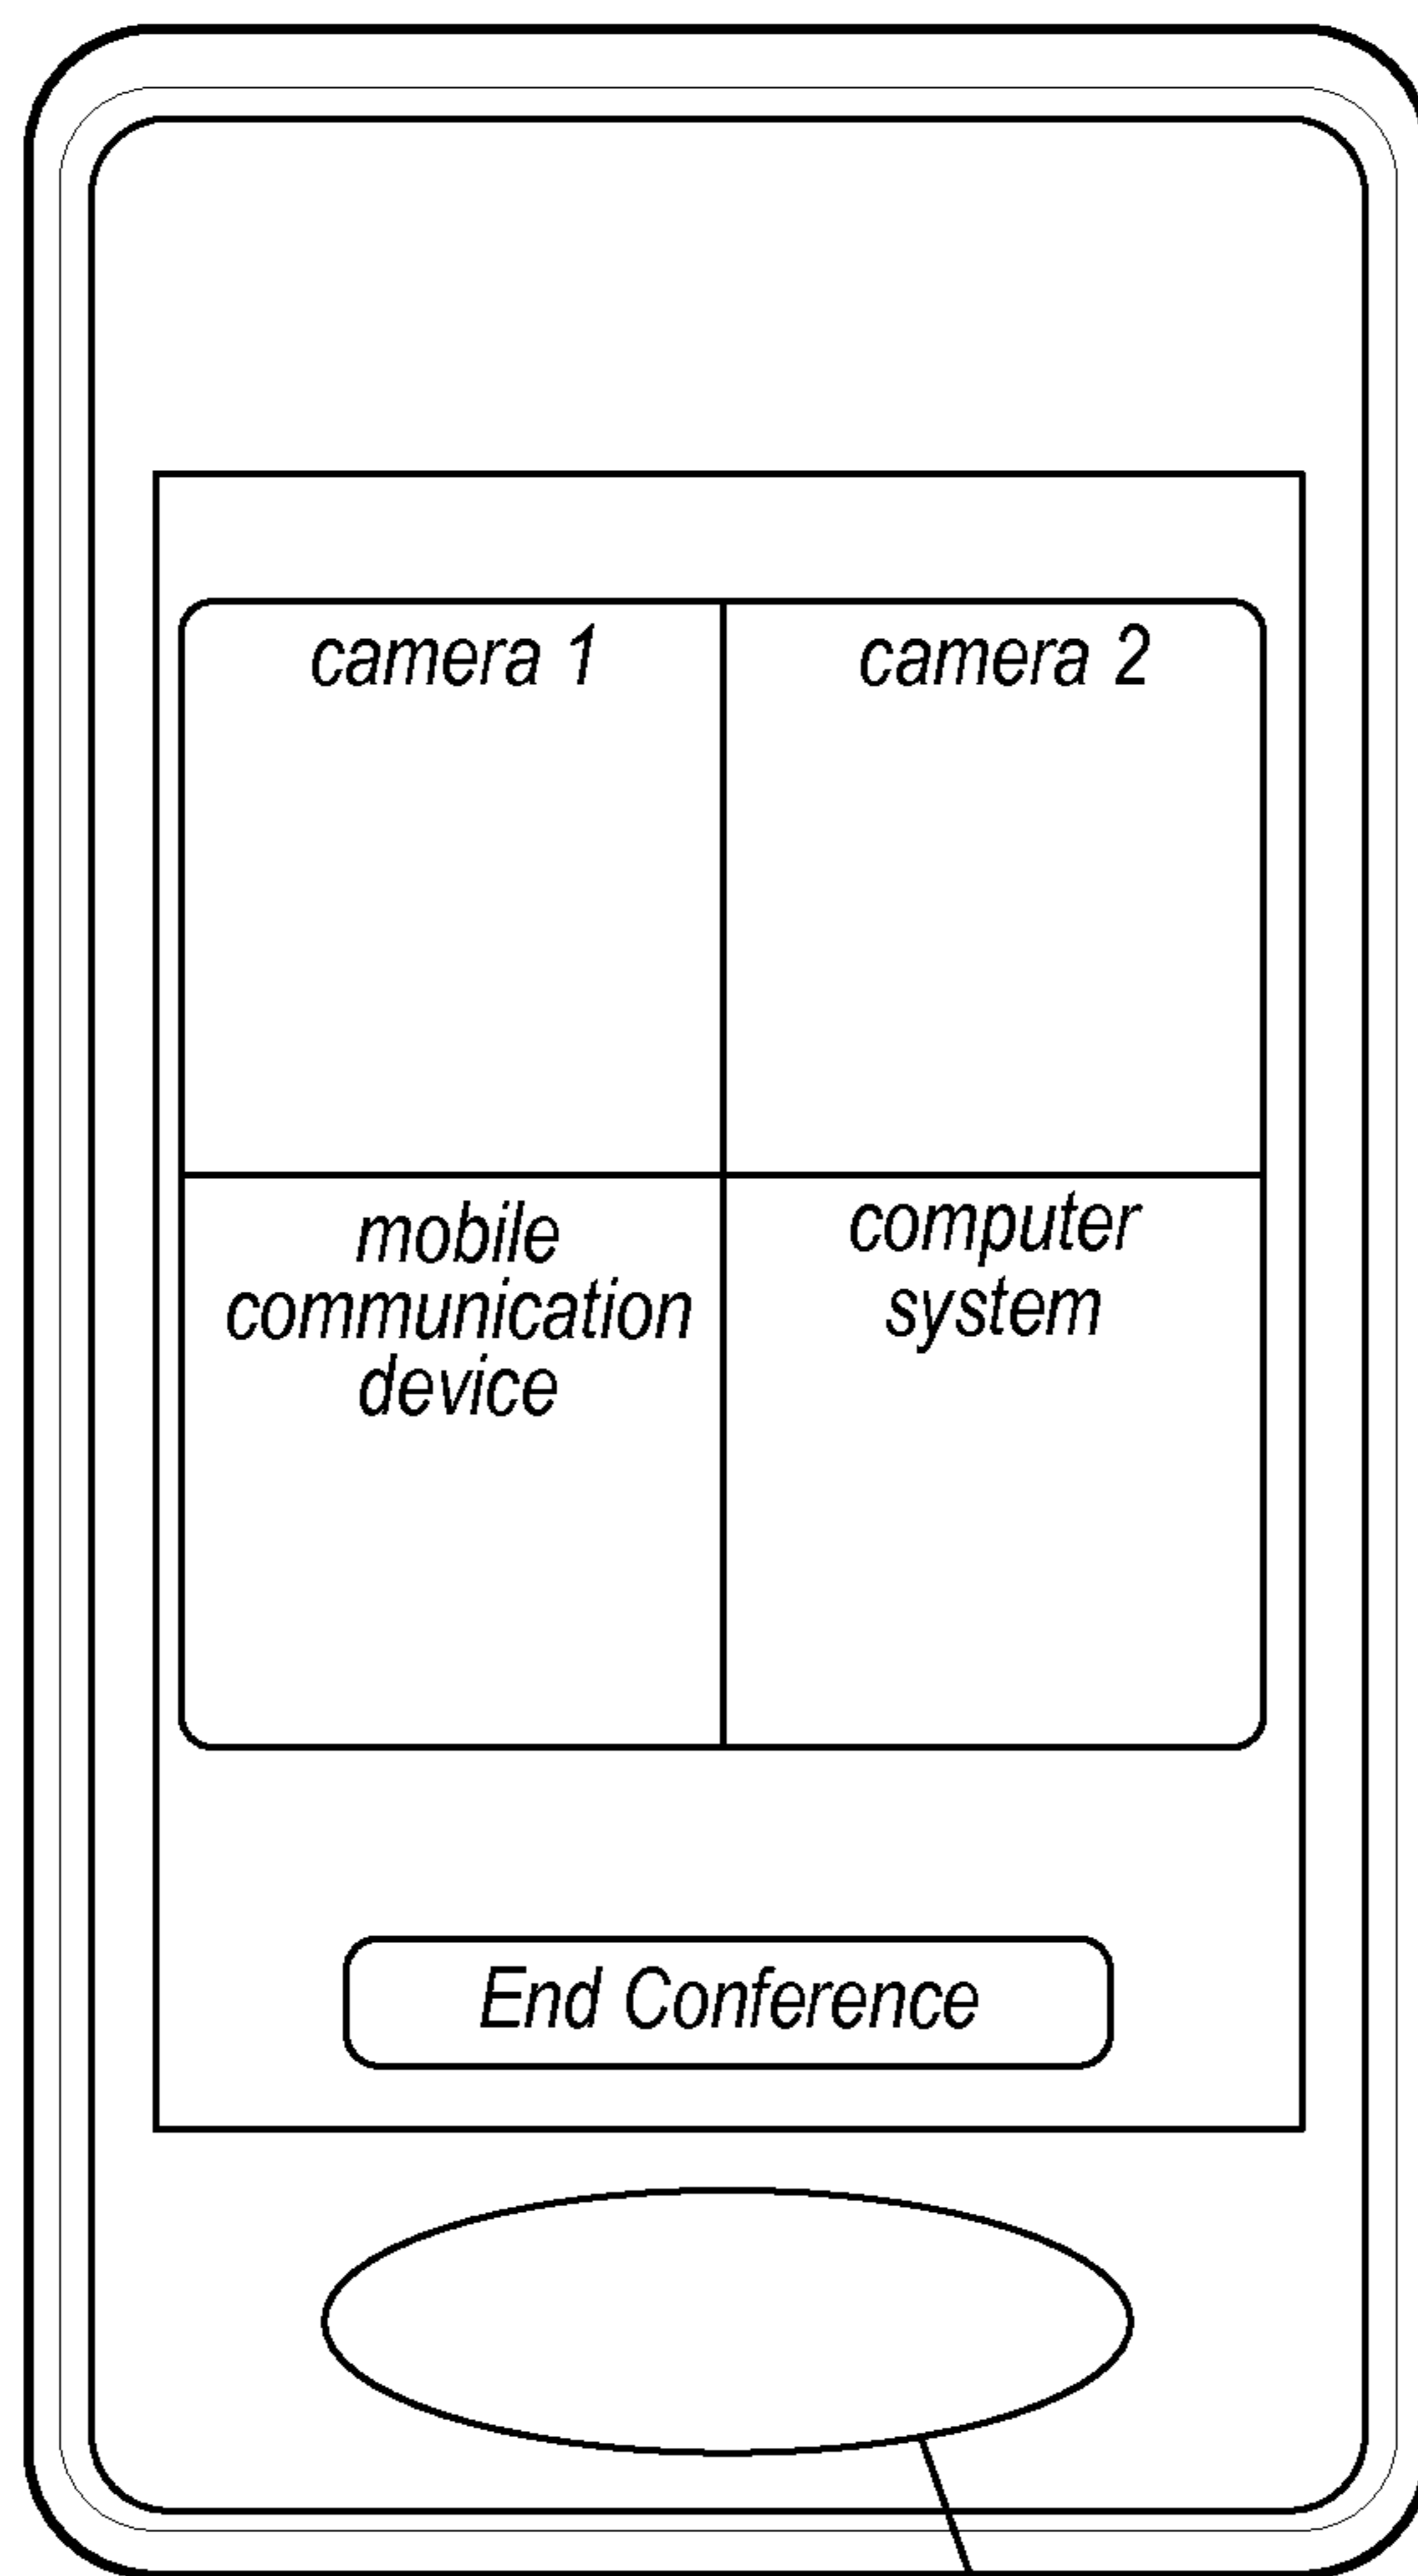 camera 1
camera 2
mobile
communication
device
computer
system
End Conference